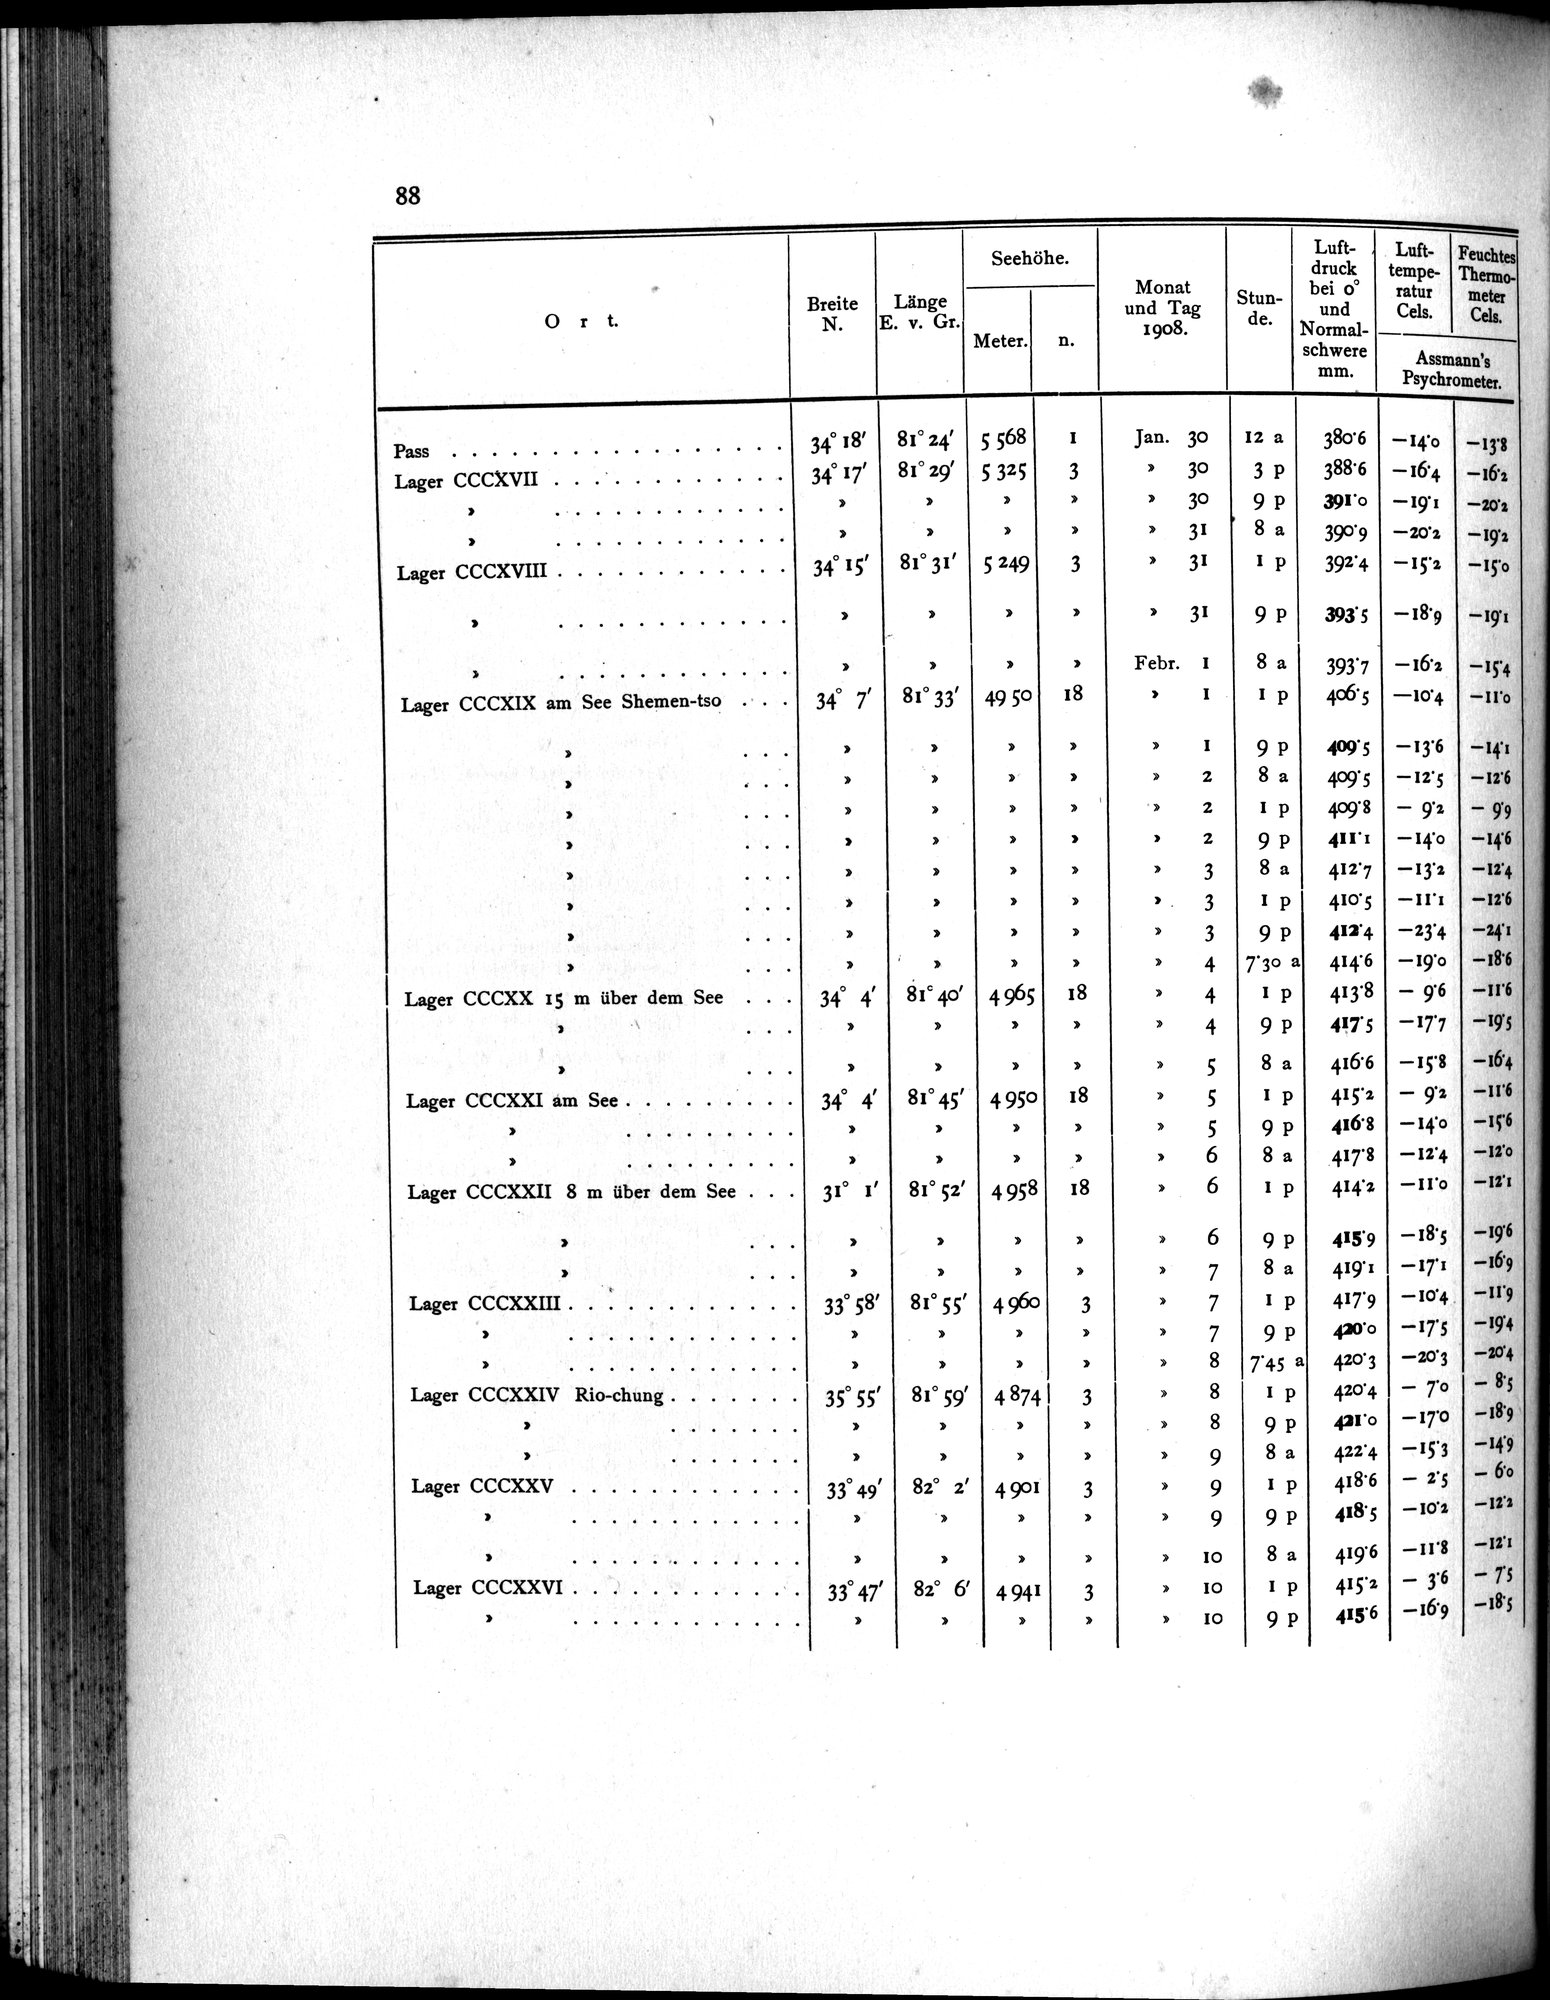 88
O r t. Breite N. Länge E. v. Gr. Seehöhe. Meter. n. Monat und Tag 1908. Stun-de. Luft-druck bei 0° und Normal-schwere mm. Luft-tempe-ratur Cels. Feuchtes Thermo-meter Cels. Assmann's Psychrometer.
Pass . . . . . . . . . . . . . . . . . 34° 18′ 81° 24′ 5 568 1 Jan. 30 12 a 380·6 —14·0 —13·8
Lager CCCXVII . . . . . . . . . . . . 34° 17′ 81° 29′ 5 325 3 » 30 3 p 388·6 —16·4 —16·2
» . . . . . . . . . . . . » » » » » 30 9 p 391·0 —19·1 —20·2
» . . . . . . . . . . . . » » » » » 31 8 a 390·9 —20·2 —19·2
Lager CCCXVIII . . . . . . . . . . . . 34° 15′ 81° 31′ 5 249 3 » 31 1 p 392·4 —15·2 —15·0
» . . . . . . . . . . . . » » » » » 31 9 p 393·5 —18·9 —19·1
» . . . . . . . . . . . . » » » » Febr. 1 8 a 393·7 —16·2 —15·4
Lager CCCXIX am See Shemen-tso . . . 34° 7′ 81° 33′ 49 50 18 » 1 1 p 406·5 —10·4 —11·0
» . . . » » » » » 1 9 p 409·5 —13·6 —14·1
» . . . » » » » » 2 8 a 409·5 —12·5 —12·6
» . . . » » » » » 2 1 p 409·8 — 9·2 — 9·9
» . . . » » » » » 2 9 p 411·1 —14·0 —14·6
» . . . » » » » » 3 8 a 412·7 —13·2 —12·4
» . . . » » » » » 3 1 p 410·5 —11·1 —12·6
» . . . » » » » » 3 9 p 412·4 —23·4 —24·1
» . . . » » » » » 4 7·30 a 414·6 —19·0 —18·6
Lager CCCXX 15 m über dem See . . . 34° 4′ 81° 40′ 4 965 18 » 4 1 p 413·8 — 9·6 —11·6
» . . . » » » » » 4 9 p 417·5 —17·7 —19·5
» . . . » » » » » 5 8 a 416·6 —15·8 —16·4
Lager CCCXXI am See . . . . . . . . . 34° 4′ 81° 45′ 4 950 18 » 5 1 p 415·2 — 9·2 —11·6
» . . . . . . . . . » » » » » 5 9 p 416·8 —14·0 —15·6
» . . . . . . . . . » » » » » 6 8 a 417·8 —12·4 —12·0
Lager CCCXXII 8 m über dem See . . . 31° 1′ 81° 52′ 4 958 18 » 6 1 p 414·2 —11·0 —12·1
» . . . » » » » » 6 9 p 415·9 —18·5 —19·6
» . . . » » » » » 7 8 a 419·1 —17·1 —16·9
Lager CCCXXIII . . . . . . . . . . . . 33° 58′ 81° 55′ 4 960 3 » 7 1 p 417·9 —10·4 —11·9
» . . . . . . . . . . . . » » » » » 7 9 p 420·0 —17·5 —19·4
» . . . . . . . . . . . . » » » » » 8 7·45 a 420·3 —20·3 —20·4
Lager CCCXXIV Rio-chung . . . . . . . 35° 55′ 81° 59′ 4 874 3 » 8 1 p 420·4 — 7·0 — 8·5
» . . . . . . . » » » » » 8 9 p 421·0 —17·0 —18·9
» . . . . . . . » » » » » 9 8 a 422·4 —15·3 —14·9
Lager CCCXXV . . . . . . . . . . . . 33° 49′ 82° 2′ 4 901 3 » 9 1 p 418·6 — 2·5 — 6·0
» . . . . . . . . . . . . » » » » » 9 9 p 418·5 —10·2 —12·2
» . . . . . . . . . . . . » » » » » 10 8 a 419·6 —11·8 —12·1
Lager CCCXXVI . . . . . . . . . . . . 33° 47′ 82° 6′ 4 941 3 » 10 1 p 415·2 — 3·6 — 7·5
» . . . . . . . . . . . . » » » » » 10 9 p 415·6 —16·9 —18·5